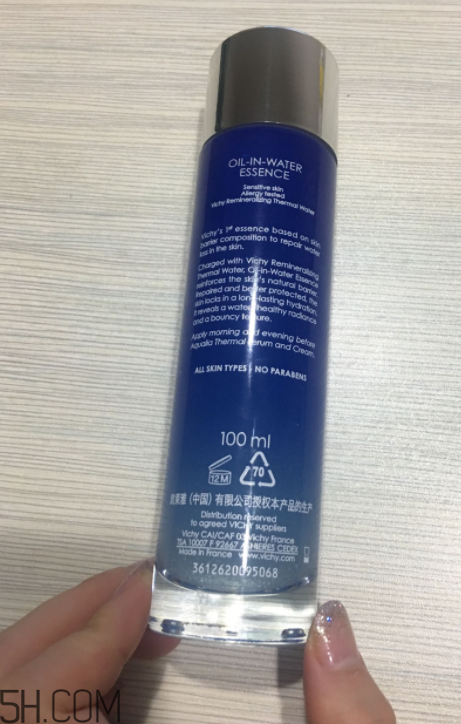 OIL-IN-WATER
ESSENCE
Sensitive skin
Allergy tested
Vichy Remineralizing Thermal Water
Vichy's 1st essence based on skin
barrier composition to repair water
loss in the skin.
Charged with Vichy Remineralising
Thermal Water, Oil-in-Water Essence
reinforces the skin's natural barrier.
Repaired and better protected, the
skin locks in a long-lasting hydration.
It reveals a watery healthy radiance
and a bouncy texture.
Apply morning and evening before
Aqualia Thermal Serum and Cream.
ALL SKIN TYPES - NO PARABENS
100 ml
12 M
70
欧莱雅（中国）有限公司授权本产品的生产
Distribution reserved
to agreed VICHY suppliers
Vichy CAI/CAF 03 Vichy France
TSA 10007 F 92667 ASNIERES CEDEX
Made in France www.vichy.com
3612620095068
5H.COM